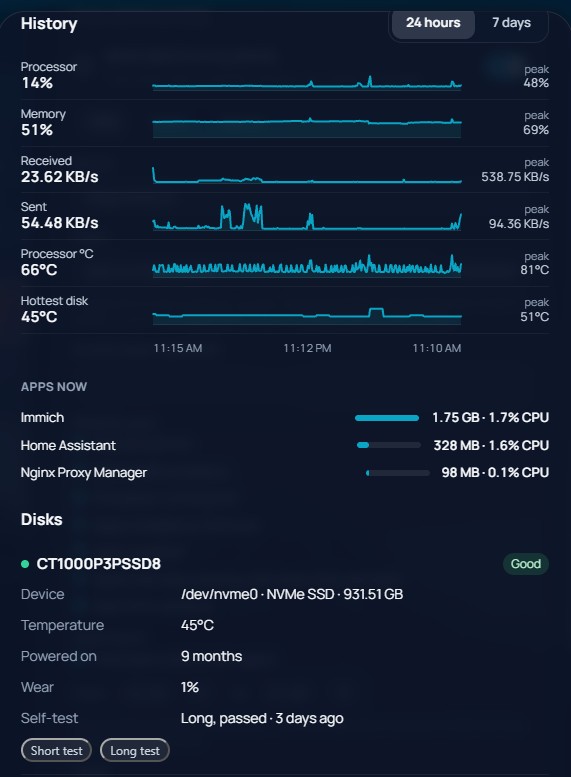 History
24 hours 7 days
Processor
14%
peak
48%
Memory
51%
peak
69%
Received
23.62 KB/s
peak
538.75 KB/s
Sent
54.48 KB/s
peak
94.36 KB/s
Processor °C
66°C
peak
81°C
Hottest disk
45°C
peak
51°C
11:15 AM 11:12 PM 11:10 AM
APPS NOW
Immich 1.75 GB · 1.7% CPU
Home Assistant 328 MB · 1.6% CPU
Nginx Proxy Manager 98 MB · 0.1% CPU
Disks
CT1000P3PSSD8 Good
Device /dev/nvme0 · NVMe SSD · 931.51 GB
Temperature 45°C
Powered on 9 months
Wear 1%
Self-test Long, passed · 3 days ago
Short test Long test